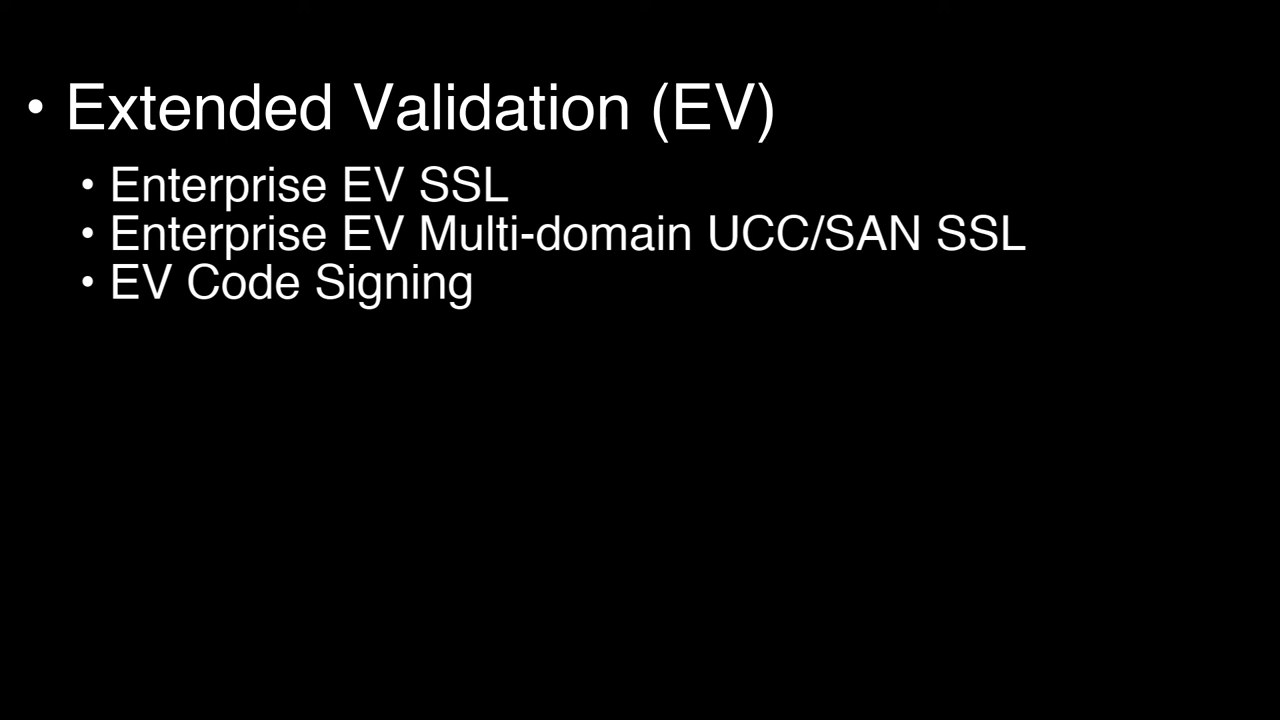 • Extended Validation (EV)
• Enterprise EV SSL
• Enterprise EV Multi-domain UCC/SAN SSL
• EV Code Signing